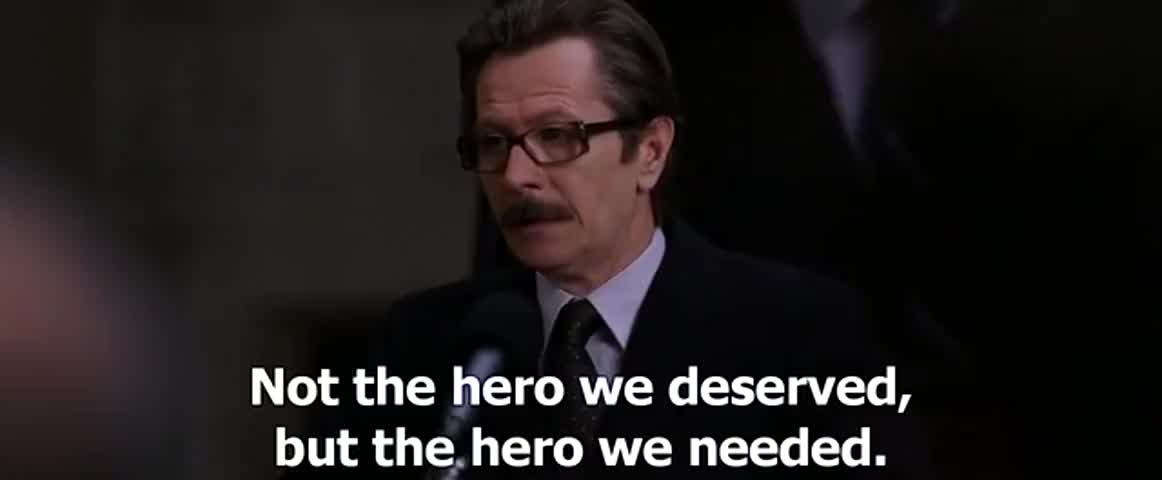 Not the hero we deserved,
but the hero we needed.